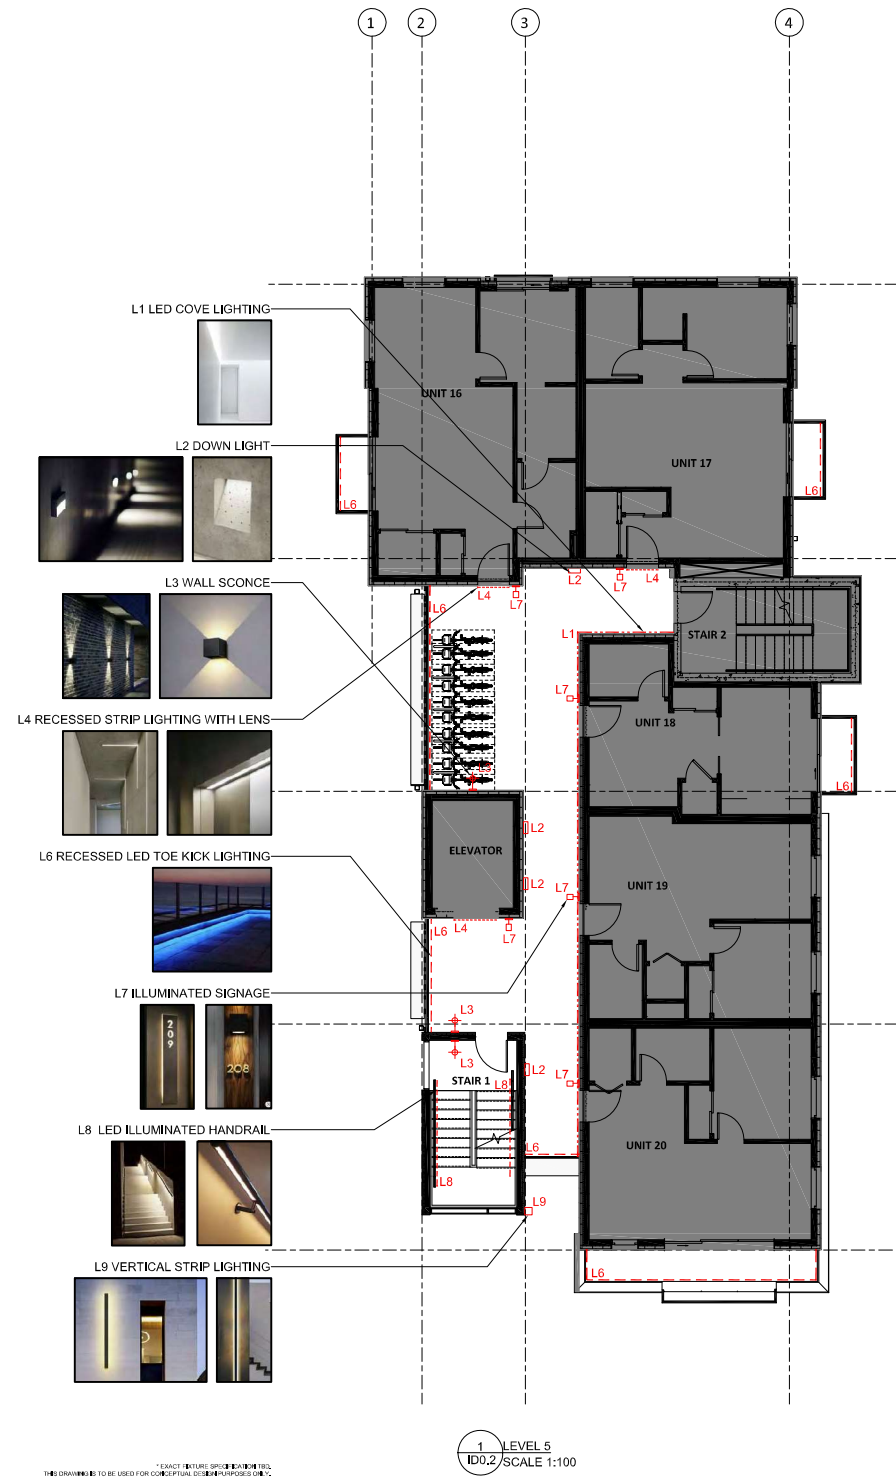 1
2
3
4
L1 LED COVE LIGHTING
L2 DOWN LIGHT
L3 WALL SCONCE
L4 RECESSED STRIP LIGHTING WITH LENS
L6 RECESSED LED TOE KICK LIGHTING
L7 ILLUMINATED SIGNAGE
209
208
L8 LED ILLUMINATED HANDRAIL
L9 VERTICAL STRIP LIGHTING
UNIT 16
UNIT 17
L6
L6
L2
L7
L4
L6
L4
L7
L1
STAIR 2
L7
UNIT 18
L3
L6
L2
ELEVATOR
L2
UNIT 19
L7
L6
L4
L7
L3
L3
L2
STAIR 1
L8
L7
L6
UNIT 20
L8
L9
L6
1
ID0.2
LEVEL 5
SCALE 1:100
* EXACT FIXTURE SPECIFICATION TBD.
THIS DRAWING IS TO BE USED FOR CONCEPTUAL DESIGN PURPOSES ONLY.